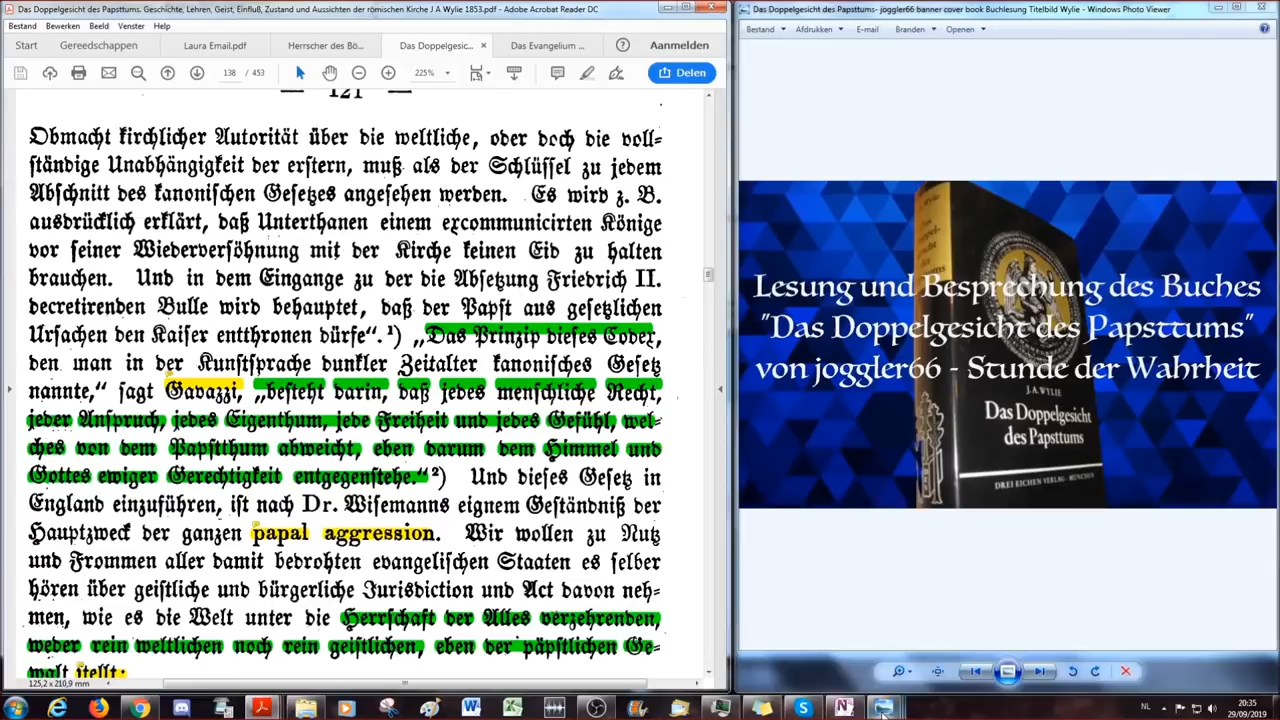 Das Doppelgesicht des Papsttums. Geschichte, Lehren, Geist, Einfluß, Zustand und Aussichten der römischen Kirche J A Wylie 1853.pdf - Adobe Acrobat Reader DC
Bestand Bewerken Beeld Venster Help
Start Gereedschappen Laura Email.pdf Herrscher des Bö... Das Doppelgesic... × Das Evangelium ... Aanmelden
138 / 453 225% Delen
— 121 —
Obmacht kirchlicher Autorität über die weltliche, oder doch die voll=
ständige Unabhängigkeit der erstern, muß als der Schlüssel zu jedem
Abschnitt des kanonischen Gesetzes angesehen werden. Es wird z. B.
ausdrücklich erklärt, daß Unterthanen einem excommunicirten Könige
vor seiner Wiederversöhnung mit der Kirche keinen Eid zu halten
brauchen. Und in dem Eingange zu der die Absetzung Friedrich II.
decretirenden Bulle wird behauptet, daß der Papst aus gesetzlichen
Ursachen den Kaiser entthronen dürfe“.¹) „Das Prinzip dieses Codex,
den man in der Kunstsprache dunkler Zeitalter kanonisches Gesetz
nannte,“ sagt Gavazzi, „besteht darin, daß jedes menschliche Recht,
jeder Anspruch, jedes Eigenthum, jede Freiheit und jedes Gefühl, wel=
ches von dem Papstthum abweicht, eben darum dem Himmel und
Gottes ewiger Gerechtigkeit entgegenstehe.“²) Und dieses Gesetz in
England einzuführen, ist nach Dr. Wisemanns eignem Geständniß der
Hauptzweck der ganzen papal aggression. Wir wollen zu Nutz
und Frommen aller damit bedrohten evangelischen Staaten es selber
hören über geistliche und bürgerliche Jurisdiction und Act davon neh=
men, wie es die Welt unter die Herrschaft der Alles verzehrenden,
weder rein weltlichen noch rein geistlichen, eben der päpstlichen Ge=
walt stellt:
125,2 x 210,9 mm
Das Doppelgesicht des Papsttums- joggler66 banner cover book Buchlesung Titelbild Wylie - Windows Photo Viewer
Bestand Afdrukken E-mail Branden Openen
Lesung und Besprechung des Buches
"Das Doppelgesicht des Papsttums"
von joggler66 - Stunde der Wahrheit
J.A.WYLIE
Das Doppelgesicht
des Papsttums
DREI EICHEN VERLAG · MÜNCHEN
NL 20:35
29/09/2019